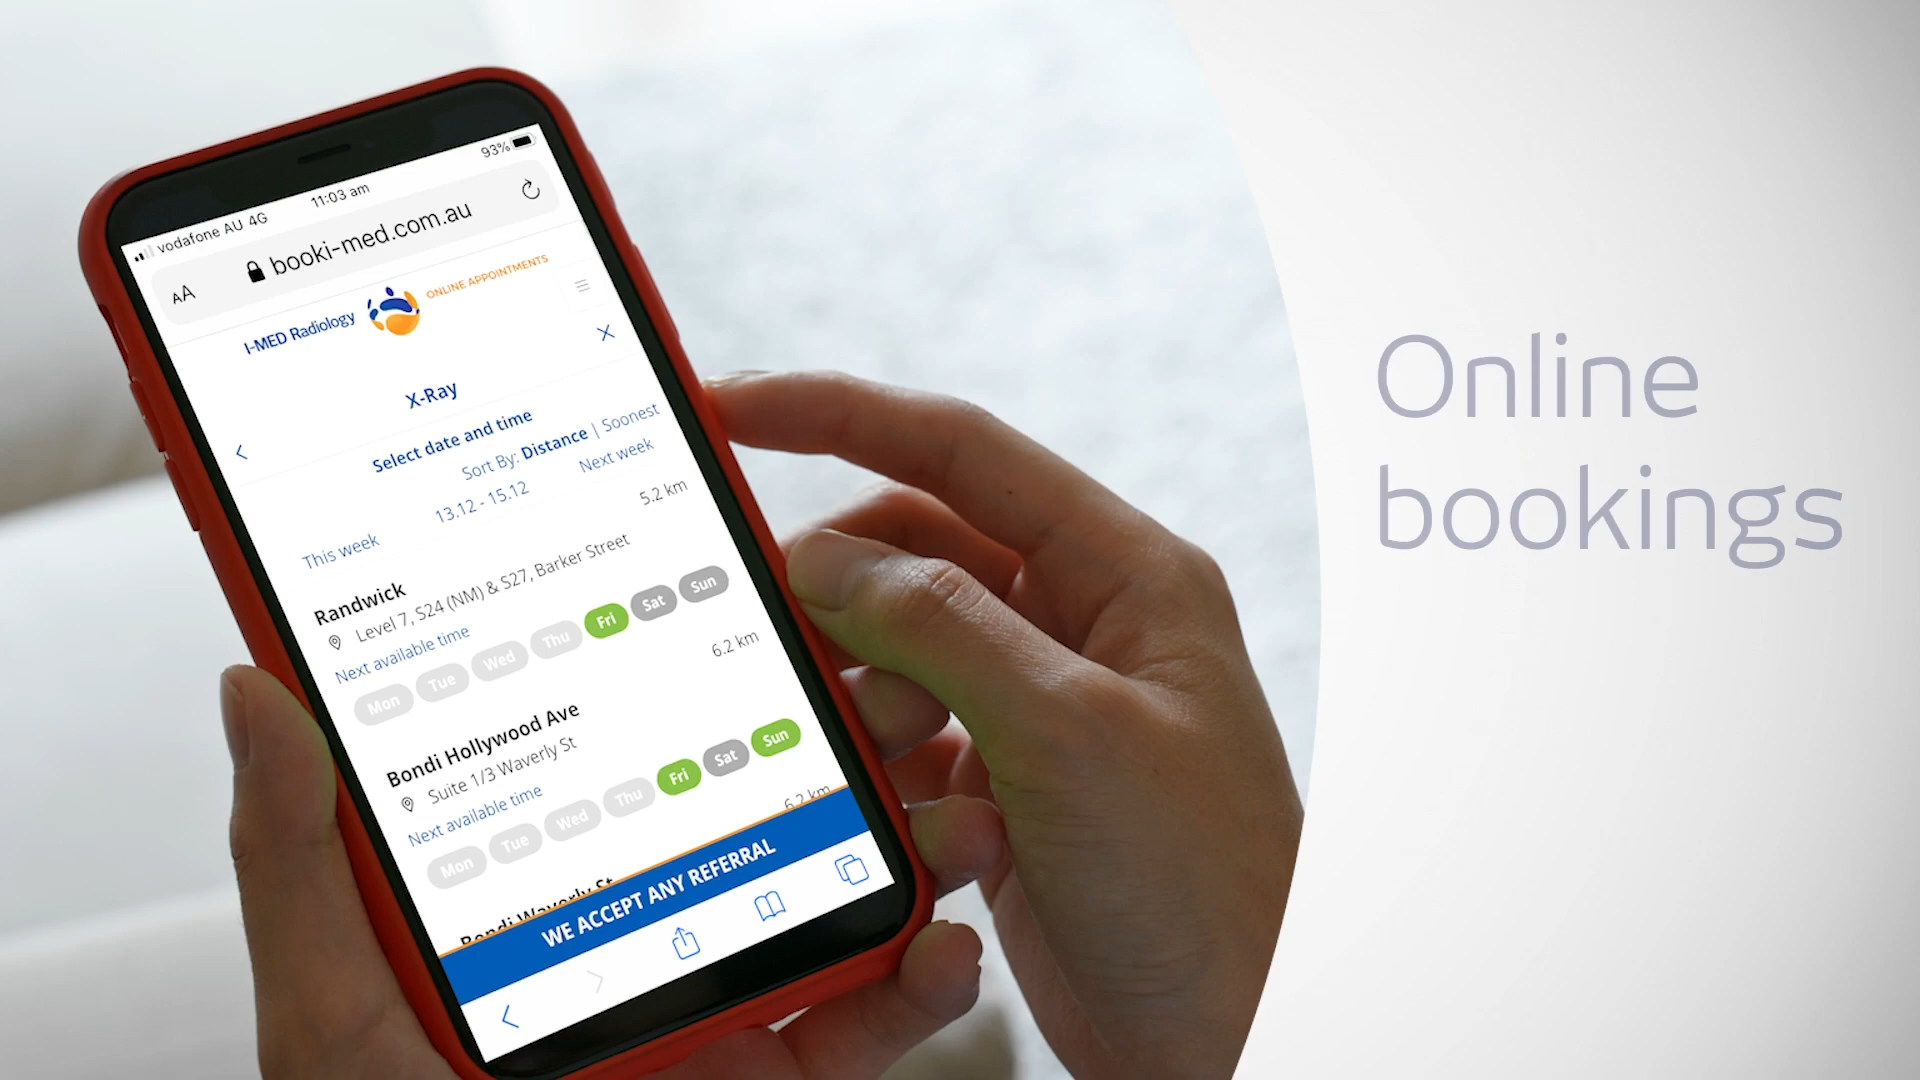 vodafone AU 4G 11:03 am 93%
AA booki-med.com.au
I-MED Radiology ONLINE APPOINTMENTS
X-Ray
Select date and time
Sort By: Distance | Soonest
This week 13.12 - 15.12 Next week
Randwick 5.2 km
Level 7, S24 (NM) & S27, Barker Street
Next available time
Mon Tue Wed Thu Fri Sat Sun
Bondi Hollywood Ave 6.2 km
Suite 1/3 Waverly St
Next available time
Mon Tue Wed Thu Fri Sat Sun
Bondi Waverly St 6.2 km
WE ACCEPT ANY REFERRAL
Online
bookings